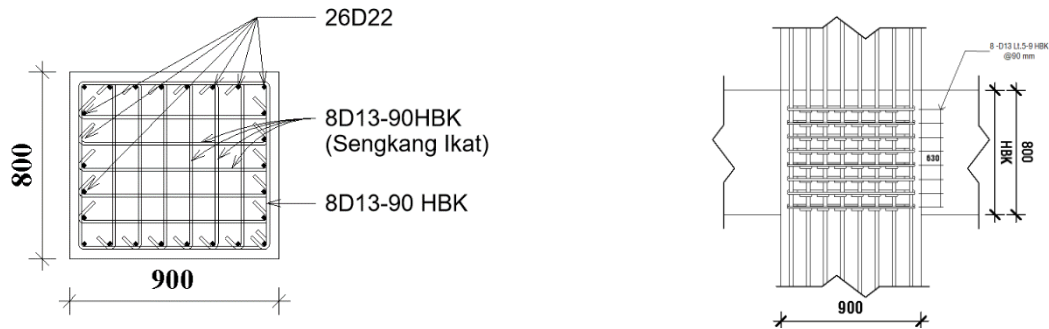 26D22
8D13-90HBK
(Sengkang Ikat)
8D13-90 HBK
800
900
8 -D13 Lt.5-9 HBK
@90 mm
630
HBK
800
900